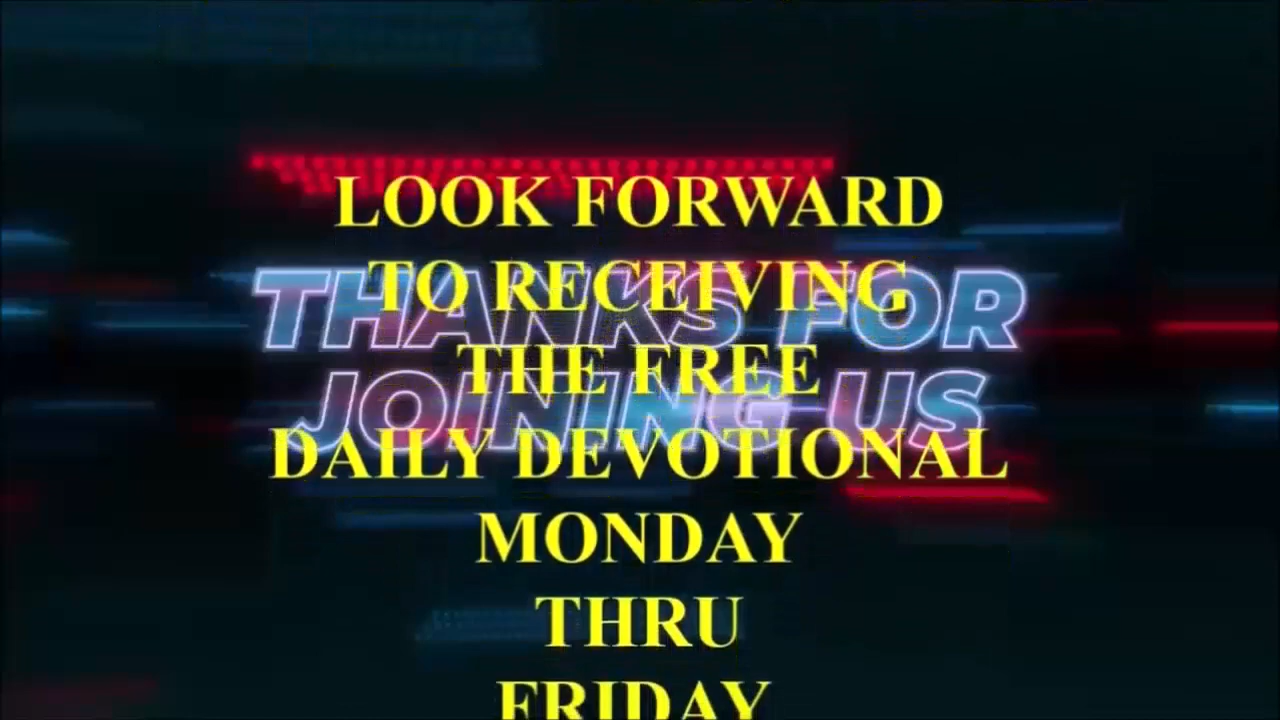 LOOK FORWARD
TO RECEIVING
THANKS FOR
THE FREE
JOINING US
DAILY DEVOTIONAL
MONDAY
THRU
FRIDAY